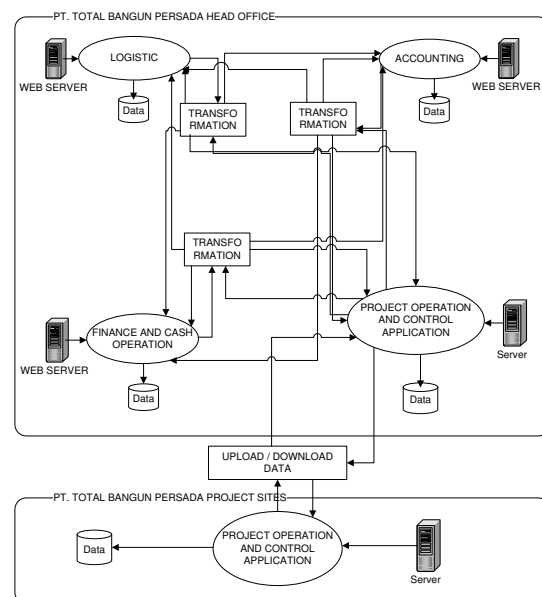 PT. TOTAL BANGUN PERSADA HEAD OFFICE
LOGISTIC
WEB SERVER
Data
ACCOUNTING
WEB SERVER
Data
TRANSFO
RMATION
TRANSFO
RMATION
TRANSFO
RMATION
FINANCE AND CASH
OPERATION
WEB SERVER
Data
PROJECT OPERATION
AND CONTROL
APPLICATION
Server
Data
UPLOAD / DOWNLOAD
DATA
PT. TOTAL BANGUN PERSADA PROJECT SITES
PROJECT OPERATION
AND CONTROL
APPLICATION
Data
Server